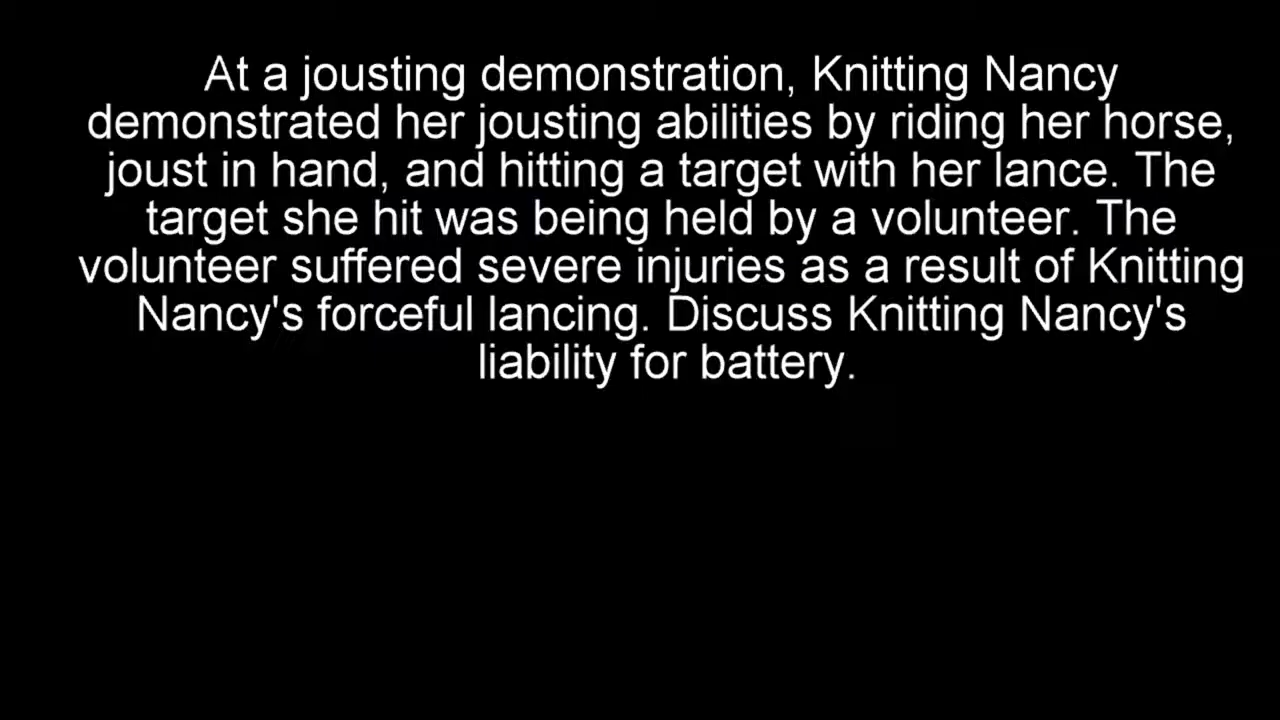 At a jousting demonstration, Knitting Nancy
demonstrated her jousting abilities by riding her horse,
joust in hand, and hitting a target with her lance. The
target she hit was being held by a volunteer. The
volunteer suffered severe injuries as a result of Knitting
Nancy's forceful lancing. Discuss Knitting Nancy's
liability for battery.